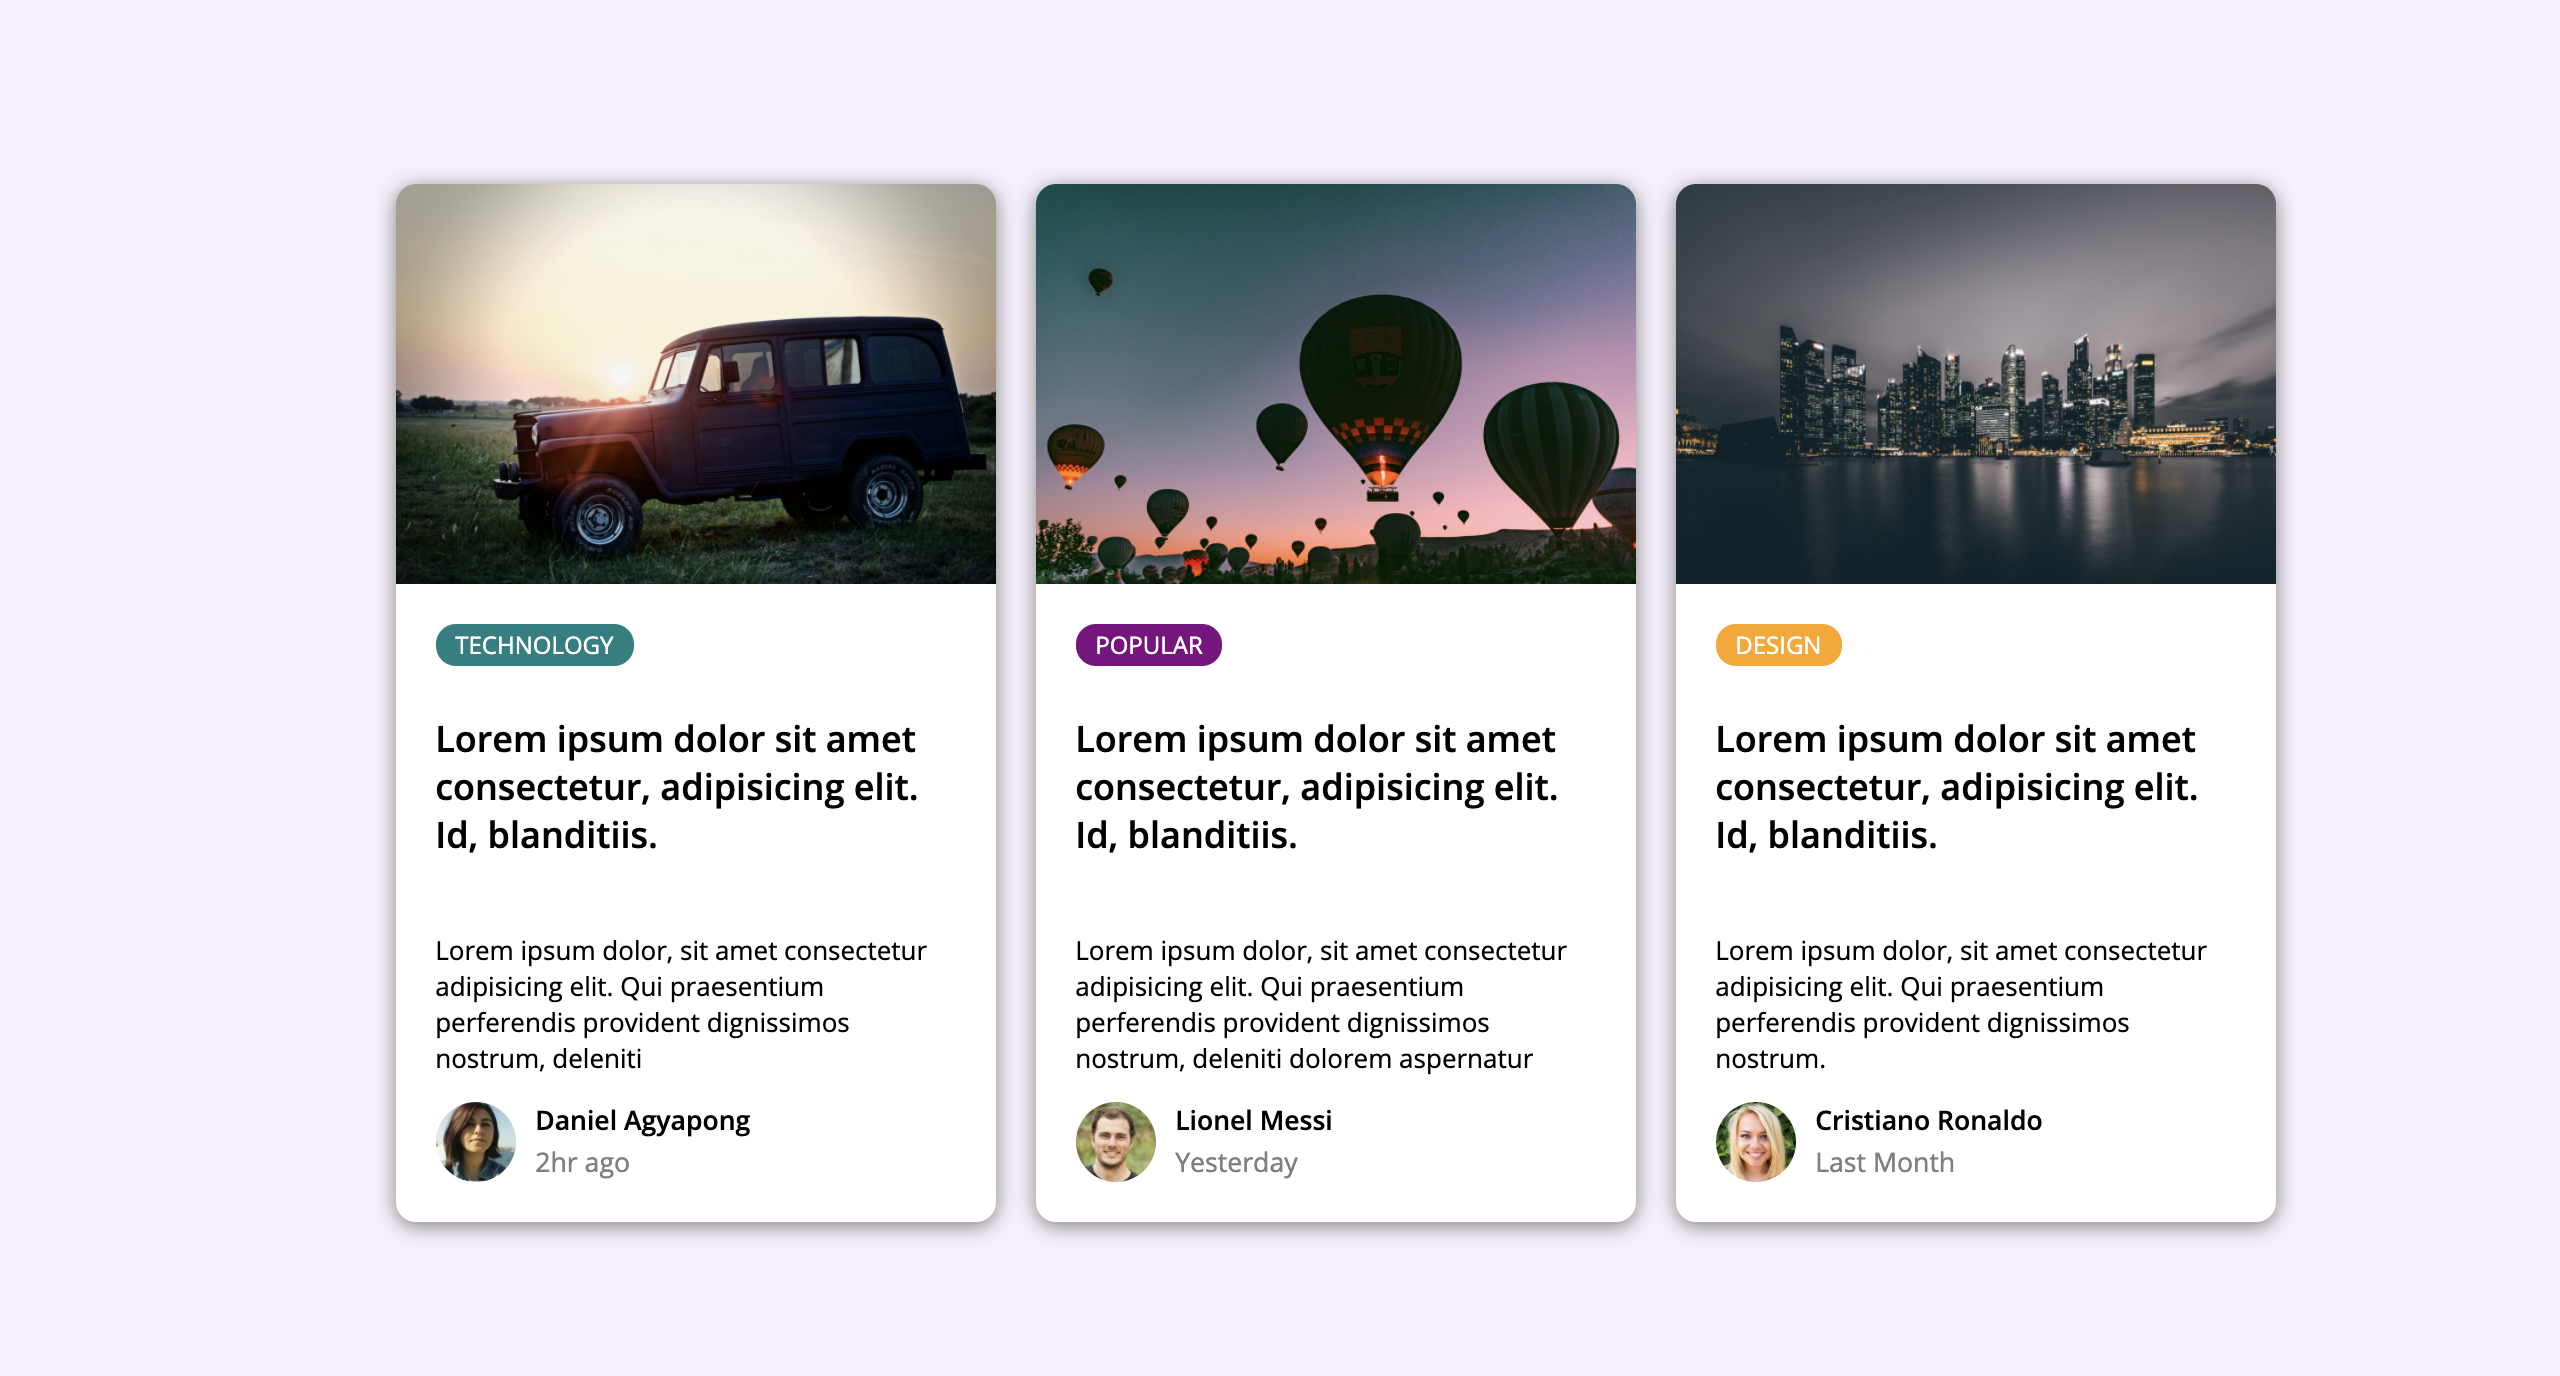 TECHNOLOGY
Lorem ipsum dolor sit amet
consectetur, adipisicing elit.
Id, blanditiis.
Lorem ipsum dolor, sit amet consectetur
adipisicing elit. Qui praesentium
perferendis provident dignissimos
nostrum, deleniti
Daniel Agyapong
2hr ago
POPULAR
Lorem ipsum dolor sit amet
consectetur, adipisicing elit.
Id, blanditiis.
Lorem ipsum dolor, sit amet consectetur
adipisicing elit. Qui praesentium
perferendis provident dignissimos
nostrum, deleniti dolorem aspernatur
Lionel Messi
Yesterday
DESIGN
Lorem ipsum dolor sit amet
consectetur, adipisicing elit.
Id, blanditiis.
Lorem ipsum dolor, sit amet consectetur
adipisicing elit. Qui praesentium
perferendis provident dignissimos
nostrum.
Cristiano Ronaldo
Last Month